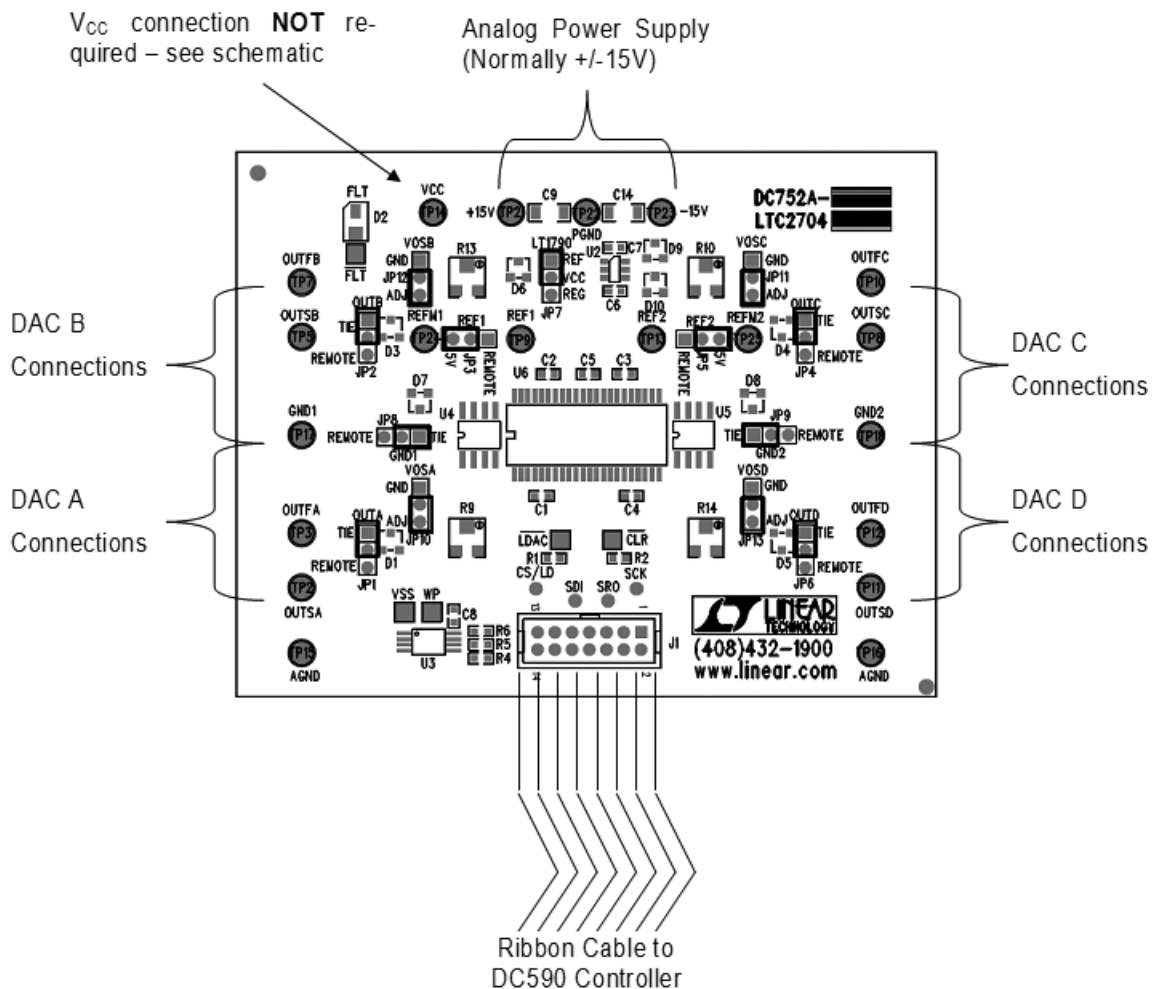 V_CC connection NOT re-
quired – see schematic
Analog Power Supply
(Normally +/-15V)
DAC B
Connections
DAC A
Connections
DAC C
Connections
DAC D
Connections
FLT
D2
FLT
VCC
TP14
+15V
TP21
C9
TP22
PGND
C14
TP23
-15V
DC752A-
LTC2704
OUTFB
TP7
OUTSB
TP5
VOSB
GND
JP12
ADJ
R13
D6
LT1790
REF
VCC
REG
JP7
U2
C7
C6
D9
D10
R10
VOSC
GND
JP11
ADJ
OUTFC
TP10
OUTSC
TP8
OUTB
TIE
D3
REMOTE
JP2
REFM1
TP24
REF1
5V
JP3
REMOTE
REF1
TP9
REF2
TP13
REF2
REMOTE
JP5
5V
REFM2
TP25
OUTC
TIE
D4
REMOTE
JP4
U6
C2
C5
C3
D7
D8
GND1
TP17
JP8
REMOTE
TIE
GND1
U4
U5
JP9
TIE
REMOTE
GND2
GND2
TP18
VOSA
GND
ADJ
JP10
R9
C1
C4
R14
VOSD
GND
ADJ
JP13
OUTFA
TP3
OUTA
TIE
D1
REMOTE
JP1
TP2
OUTSA
OUTD
TIE
D5
REMOTE
JP6
OUTFD
TP12
TP11
OUTSD
LDAC
CLR
R1
R2
CS/LD
SDI
SRO
SCK
VSS
WP
C8
U3
R6
R5
R4
13
1
14
2
J1
TP15
AGND
LINEAR
TECHNOLOGY
(408)432-1900
www.linear.com
TP16
AGND
Ribbon Cable to
DC590 Controller